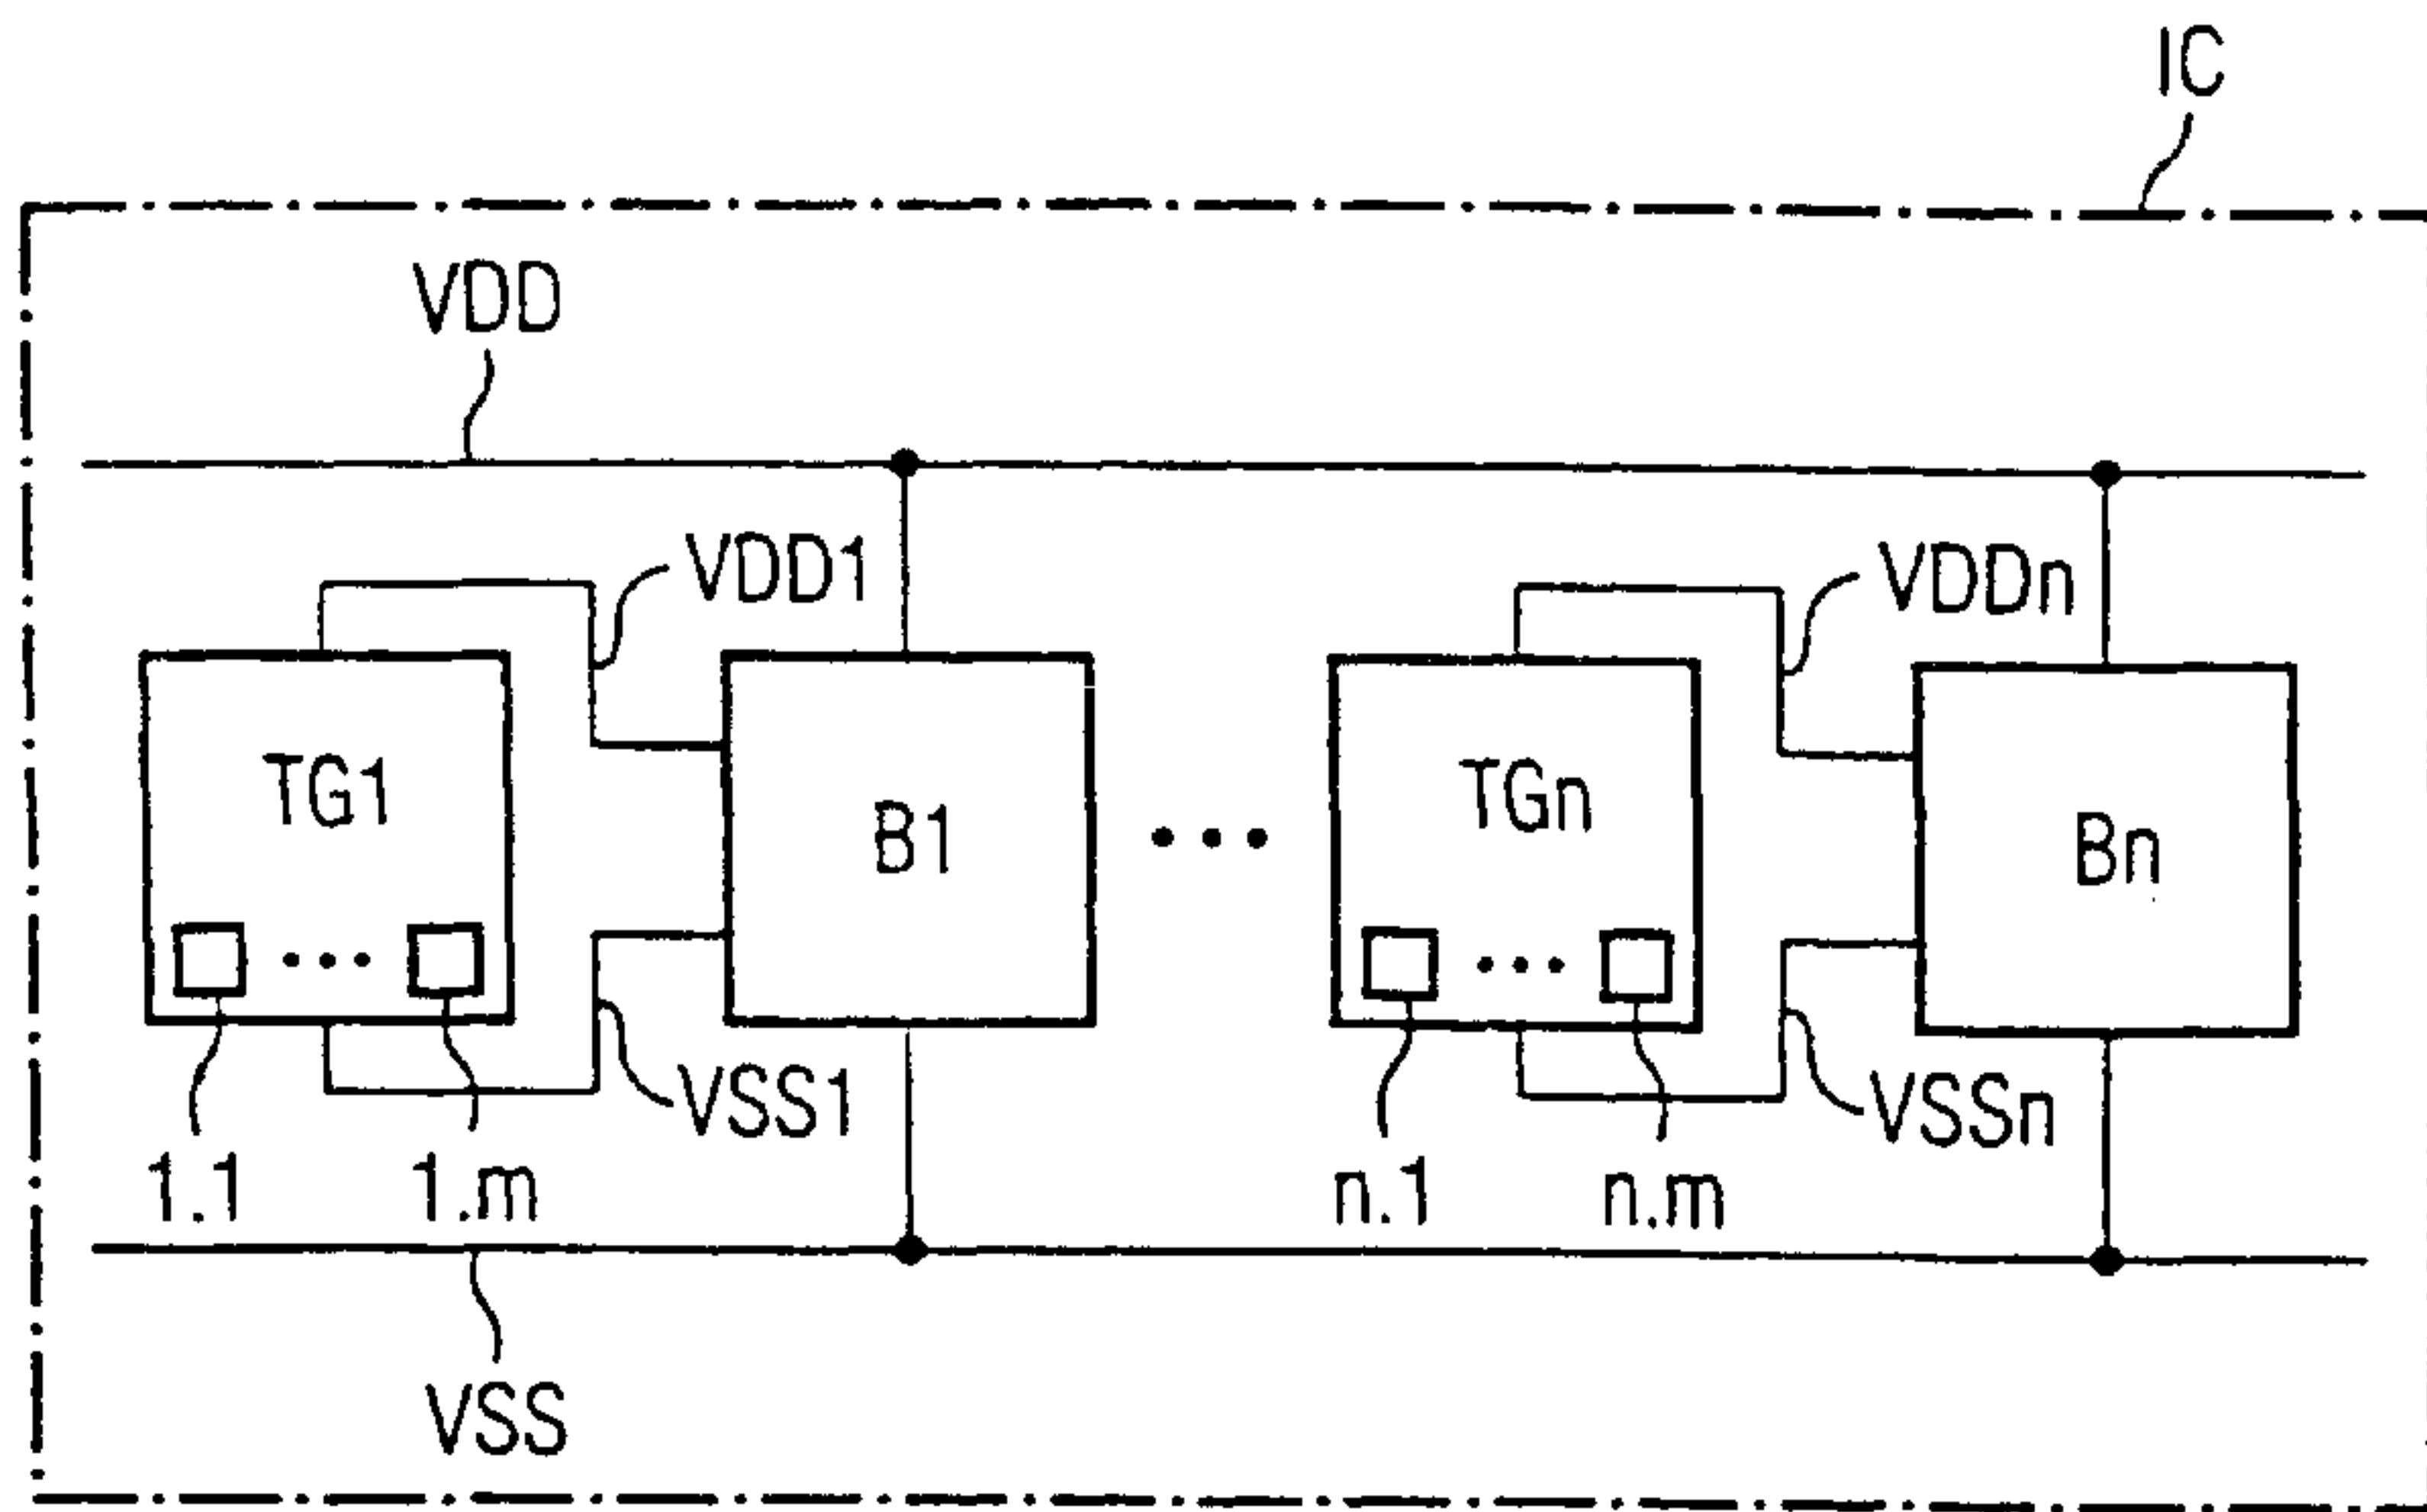 IC
VDD
VDD1
VDDn
TG1
B1
TGn
Bn
VSS1
VSSn
1.1
1.m
n.1
n.m
VSS